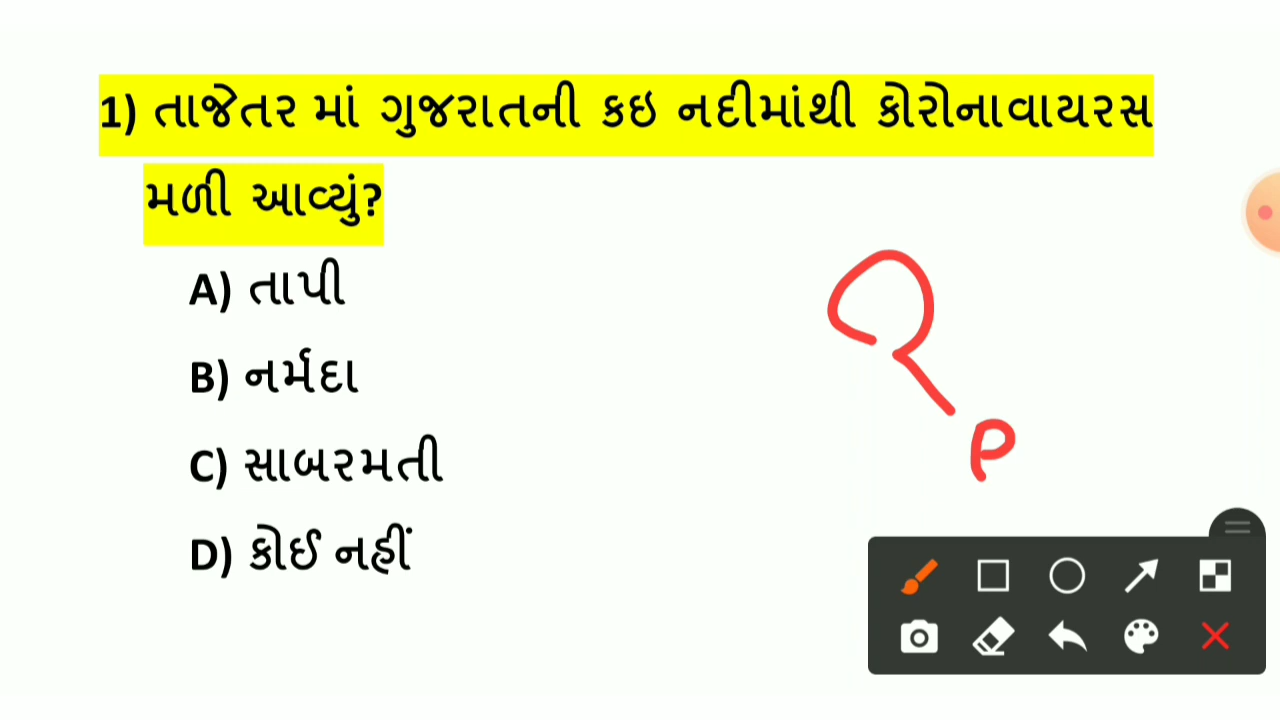 1) તાજેતર માં ગુજરાતની કઇ નદીમાંથી કોરોનાવાયરસ
મળી આવ્યું?
A) તાપી
B) નર્મદા
C) સાબરમતી
D) કોઈ નહીં
P